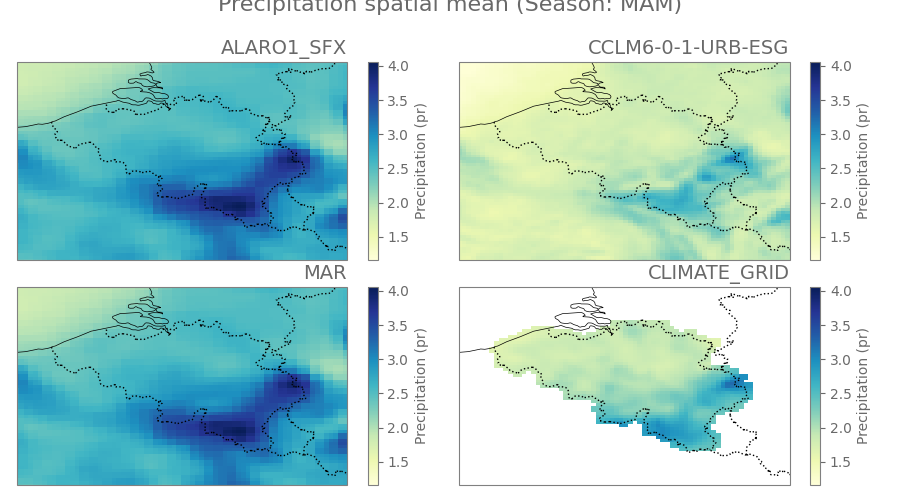 Precipitation spatial mean (Season: MAM)
ALARO1_SFX
4.0
3.5
3.0
2.5
2.0
1.5
Precipitation (pr)
CCLM6-0-1-URB-ESG
4.0
3.5
3.0
2.5
2.0
1.5
Precipitation (pr)
MAR
4.0
3.5
3.0
2.5
2.0
1.5
Precipitation (pr)
CLIMATE_GRID
4.0
3.5
3.0
2.5
2.0
1.5
Precipitation (pr)